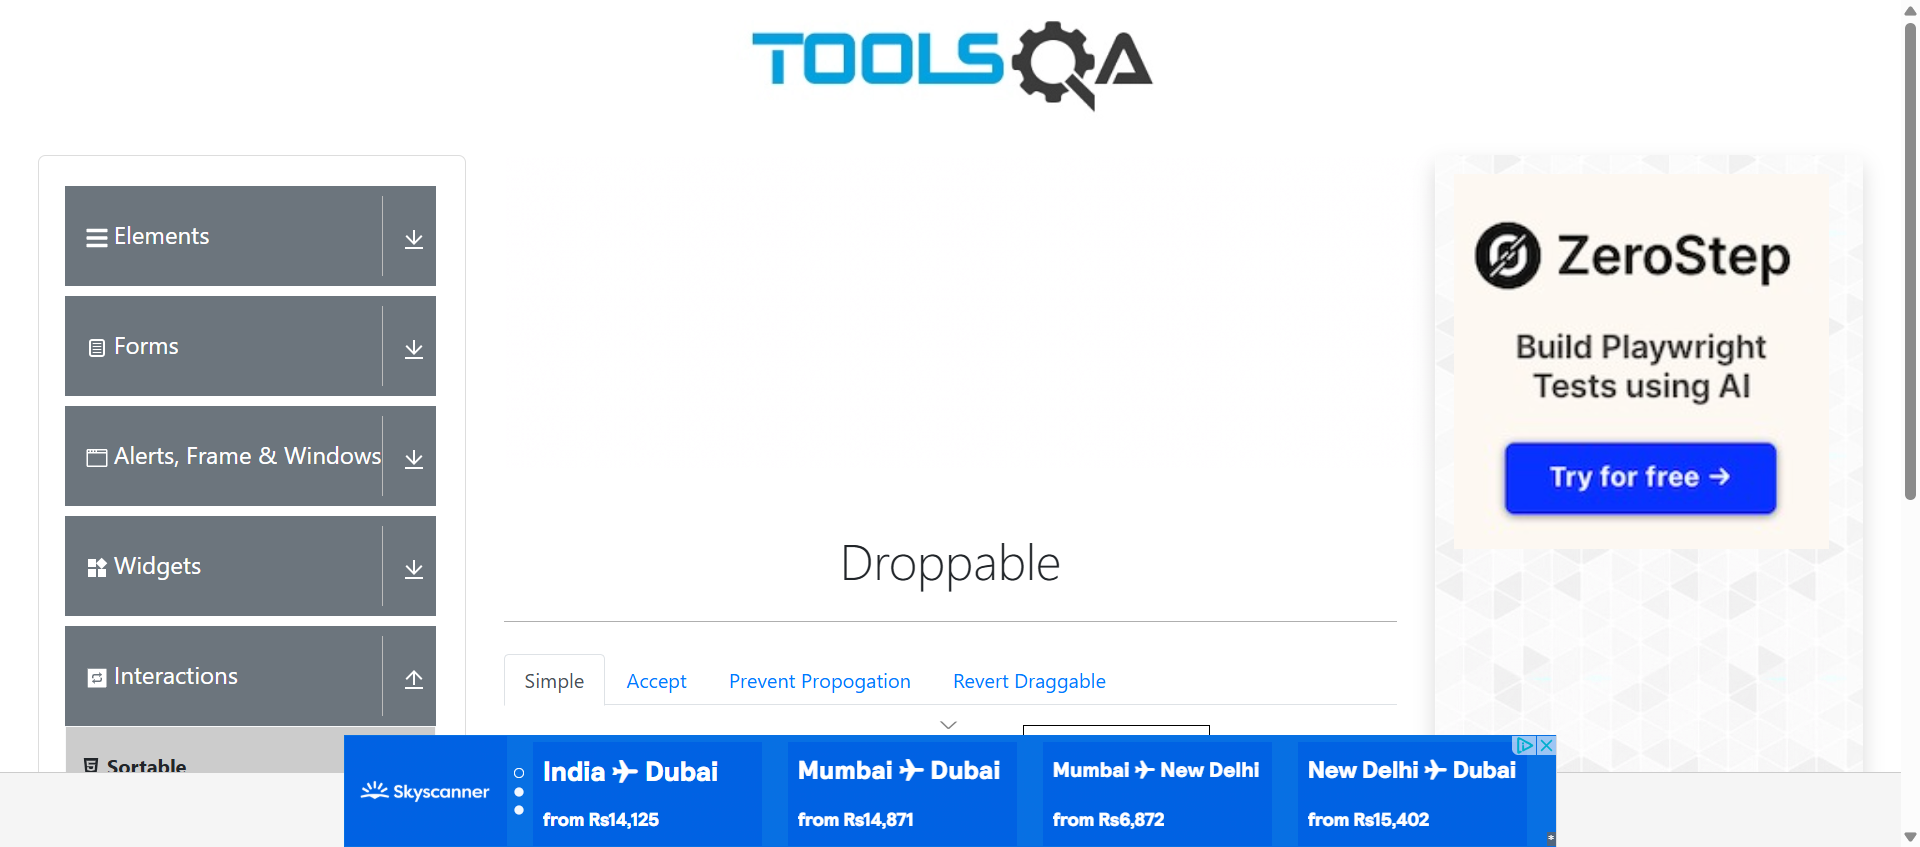 TOOLSQA
Elements
Forms
Alerts, Frame & Windows
Widgets
Interactions
Sortable
Droppable
Simple
Accept
Prevent Propogation
Revert Draggable
ZeroStep
Build Playwright
Tests using AI
Try for free →
Skyscanner
India ✈ Dubai
from Rs14,125
Mumbai ✈ Dubai
from Rs14,871
Mumbai ✈ New Delhi
from Rs6,872
New Delhi ✈ Dubai
from Rs15,402